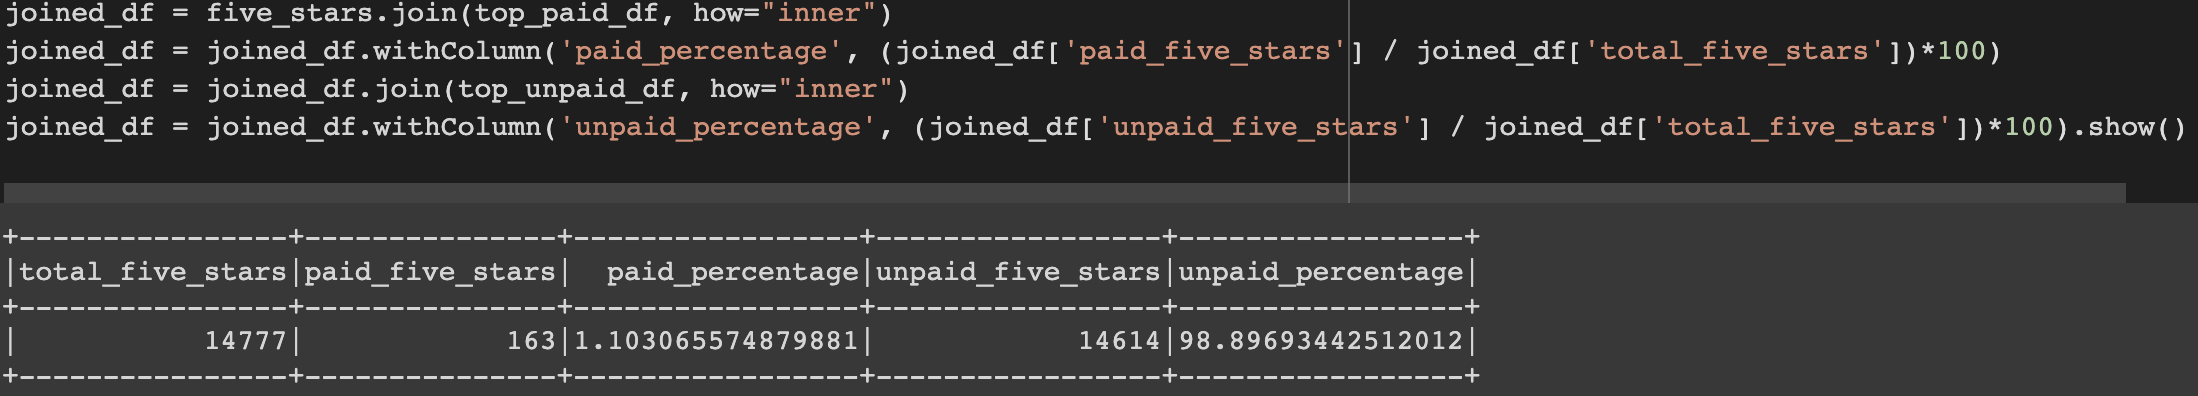 joined_df = five_stars.join(top_paid_df, how="inner")
joined_df = joined_df.withColumn('paid_percentage', (joined_df['paid_five_stars'] / joined_df['total_five_stars'])*100)
joined_df = joined_df.join(top_unpaid_df, how="inner")
joined_df = joined_df.withColumn('unpaid_percentage', (joined_df['unpaid_five_stars'] / joined_df['total_five_stars'])*100).show()
+----------------+---------------+-----------------+-----------------+-----------------+
|total_five_stars|paid_five_stars|  paid_percentage|unpaid_five_stars|unpaid_percentage|
+----------------+---------------+-----------------+-----------------+-----------------+
|           14777|            163|1.103065574879881|            14614|98.89693442512012|
+----------------+---------------+-----------------+-----------------+-----------------+